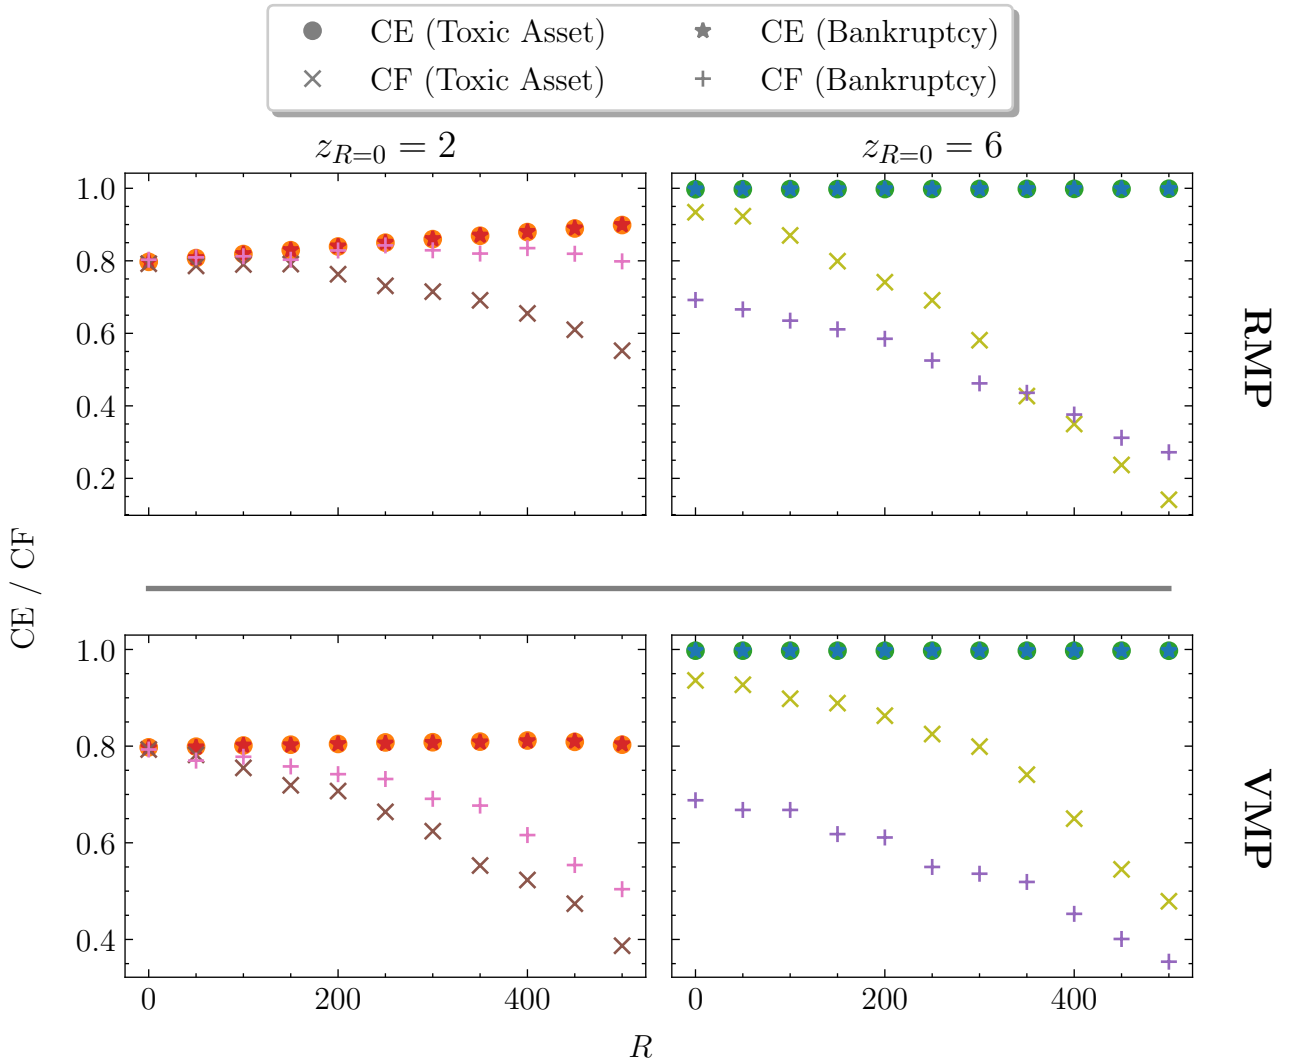 CE (Toxic Asset)
CE (Bankruptcy)
CF (Toxic Asset)
CF (Bankruptcy)
z_{R=0} = 2
z_{R=0} = 6
1.0
0.8
0.6
0.4
0.2
RMP
CE / CF
1.0
0.8
0.6
0.4
VMP
0
200
400
0
200
400
R